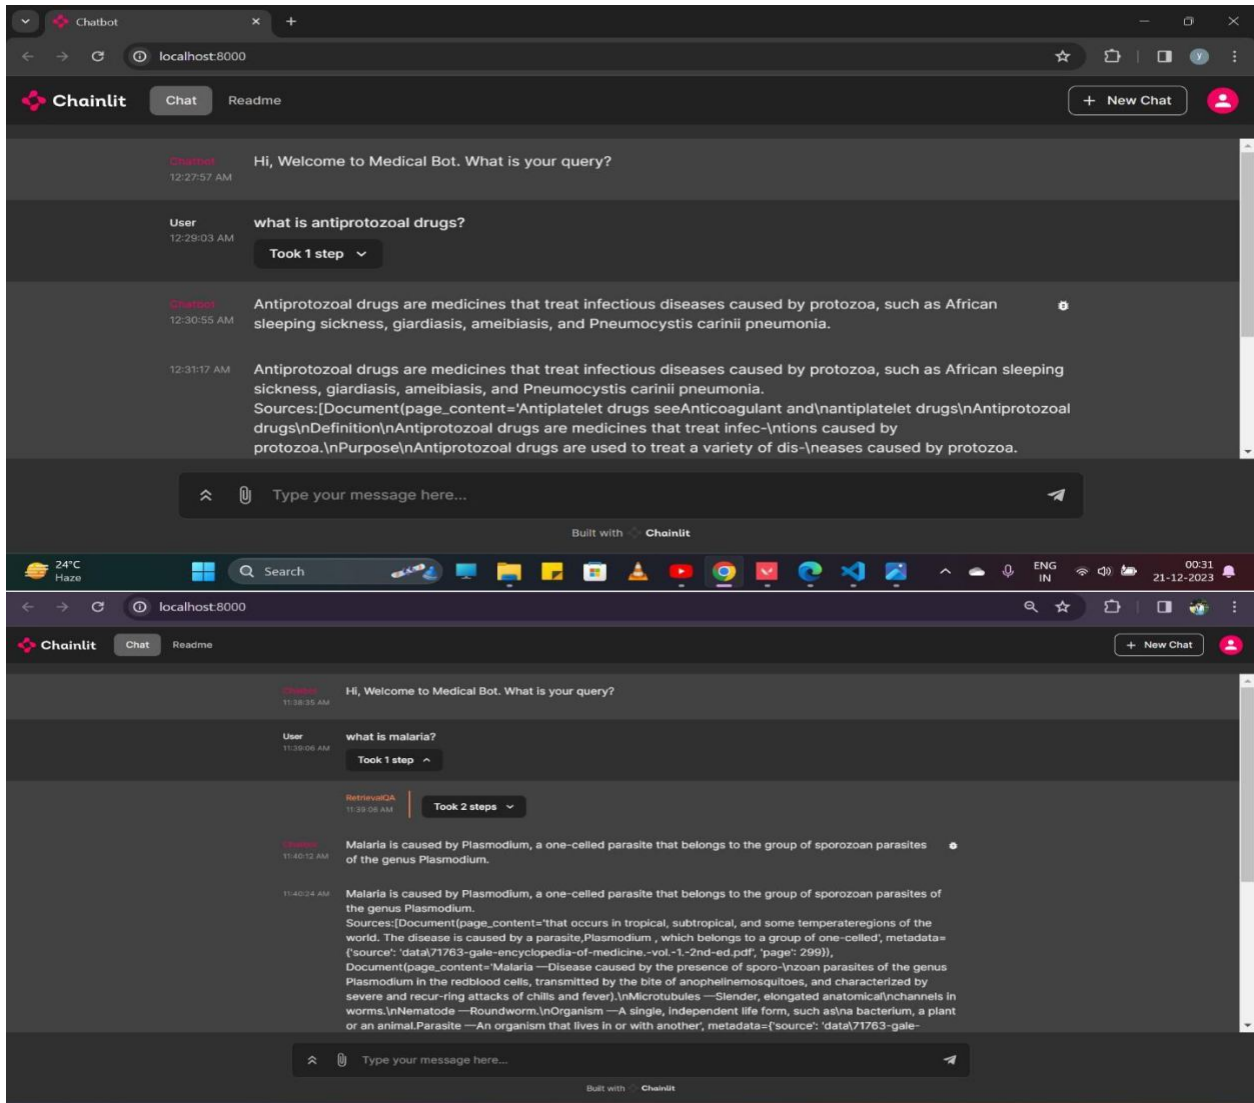 Chatbot
localhost:8000
Chainlit Chat Readme + New Chat
Chatbot Hi, Welcome to Medical Bot. What is your query?
12:27:57 AM
User what is antiprotozoal drugs?
12:29:03 AM
Took 1 step
Chatbot Antiprotozoal drugs are medicines that treat infectious diseases caused by protozoa, such as African
12:30:55 AM sleeping sickness, giardiasis, ameibiasis, and Pneumocystis carinii pneumonia.
12:31:17 AM Antiprotozoal drugs are medicines that treat infectious diseases caused by protozoa, such as African sleeping
sickness, giardiasis, ameibiasis, and Pneumocystis carinii pneumonia.
Sources:[Document(page_content='Antiplatelet drugs seeAnticoagulant and\nantiplatelet drugs\nAntiprotozoal
drugs\nDefinition\nAntiprotozoal drugs are medicines that treat infec-\ntions caused by
protozoa.\nPurpose\nAntiprotozoal drugs are used to treat a variety of dis-\neases caused by protozoa.
Type your message here...
Built with Chainlit
24°C
Haze
Search
ENG
IN
00:31
21-12-2023
localhost:8000
Chainlit Chat Readme + New Chat
Chatbot Hi, Welcome to Medical Bot. What is your query?
11:38:35 AM
User what is malaria?
11:39:06 AM
Took 1 step
RetrievalQA
11:39:06 AM
Took 2 steps
Chatbot Malaria is caused by Plasmodium, a one-celled parasite that belongs to the group of sporozoan parasites
11:40:12 AM of the genus Plasmodium.
11:40:24 AM Malaria is caused by Plasmodium, a one-celled parasite that belongs to the group of sporozoan parasites of
the genus Plasmodium.
Sources:[Document(page_content='that occurs in tropical, subtropical, and some temperateregions of the
world. The disease is caused by a parasite,Plasmodium , which belongs to a group of one-celled', metadata=
{'source': 'data\71763-gale-encyclopedia-of-medicine.-vol.-1.-2nd-ed.pdf', 'page': 299}),
Document(page_content='Malaria —Disease caused by the presence of sporo-\nzoan parasites of the genus
Plasmodium in the redblood cells, transmitted by the bite of anophelinemosquitoes, and characterized by
severe and recur-ring attacks of chills and fever).\nMicrotubules —Slender, elongated anatomical\nchannels in
worms.\nNematode —Roundworm.\nOrganism —A single, independent life form, such as\na bacterium, a plant
or an animal.Parasite —An organism that lives in or with another', metadata={'source': 'data\71763-gale-
Type your message here...
Built with Chainlit